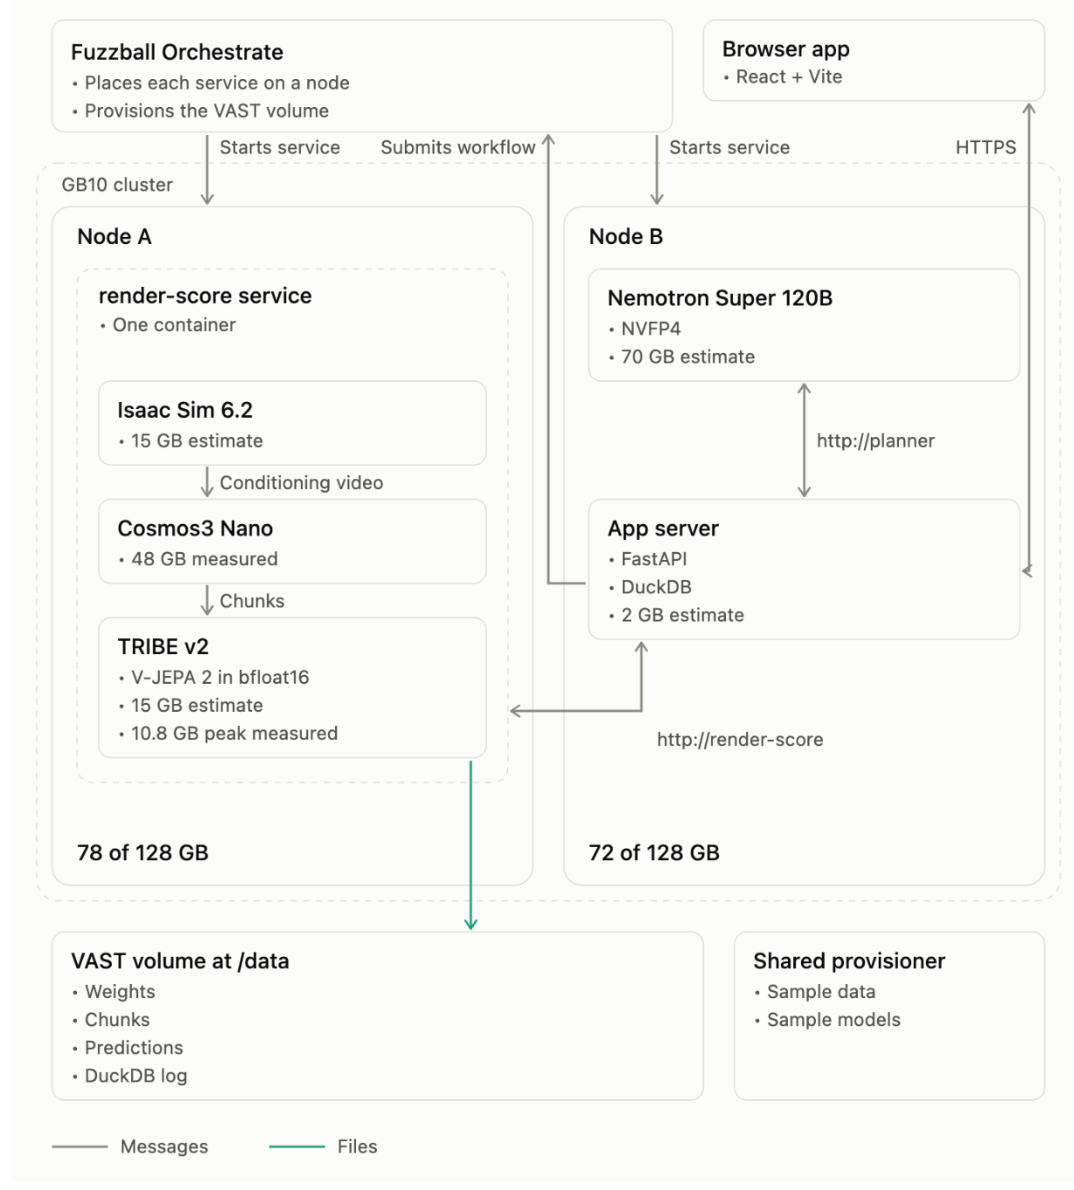 Fuzzball Orchestrate
• Places each service on a node
• Provisions the VAST volume
Browser app
• React + Vite
Starts service
Submits workflow
Starts service
HTTPS
GB10 cluster
Node A
render-score service
• One container
Isaac Sim 6.2
• 15 GB estimate
Conditioning video
Cosmos3 Nano
• 48 GB measured
Chunks
TRIBE v2
• V-JEPA 2 in bfloat16
• 15 GB estimate
• 10.8 GB peak measured
78 of 128 GB
Node B
Nemotron Super 120B
• NVFP4
• 70 GB estimate
http://planner
App server
• FastAPI
• DuckDB
• 2 GB estimate
http://render-score
72 of 128 GB
VAST volume at /data
• Weights
• Chunks
• Predictions
• DuckDB log
Shared provisioner
• Sample data
• Sample models
Messages
Files